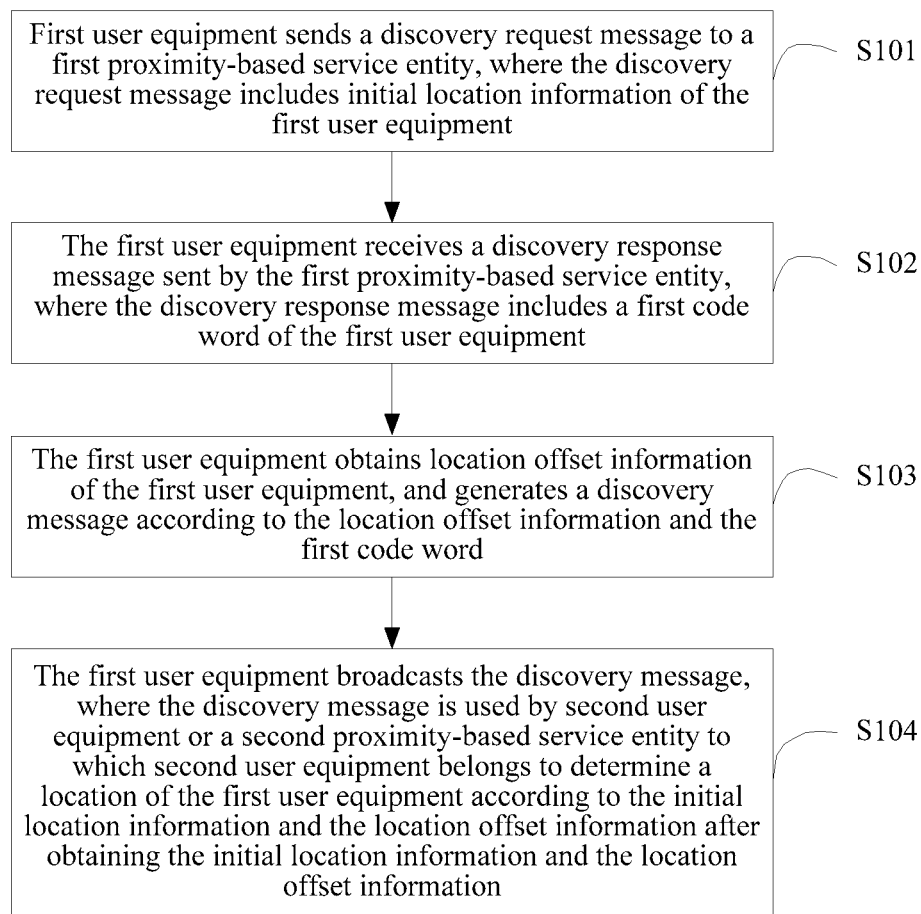 First user equipment sends a discovery request message to a
first proximity-based service entity, where the discovery
request message includes initial location information of the
first user equipment
S101
The first user equipment receives a discovery response
message sent by the first proximity-based service entity,
where the discovery response message includes a first code
word of the first user equipment
S102
The first user equipment obtains location offset information
of the first user equipment, and generates a discovery
message according to the location offset information and the
first code word
S103
The first user equipment broadcasts the discovery message,
where the discovery message is used by second user
equipment or a second proximity-based service entity to
which second user equipment belongs to determine a
location of the first user equipment according to the initial
location information and the location offset information after
obtaining the initial location information and the location
offset information
S104